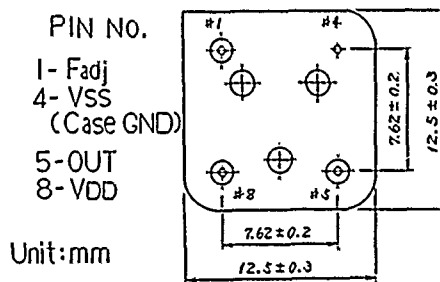 PIN NO.
1- Fadj
4- VSS
(Case GND)
5-OUT
8-VDD
Unit:mm
#1
#4
#8
#5
7.62±0.2
12.5±0.3
7.62±0.2
12.5±0.3